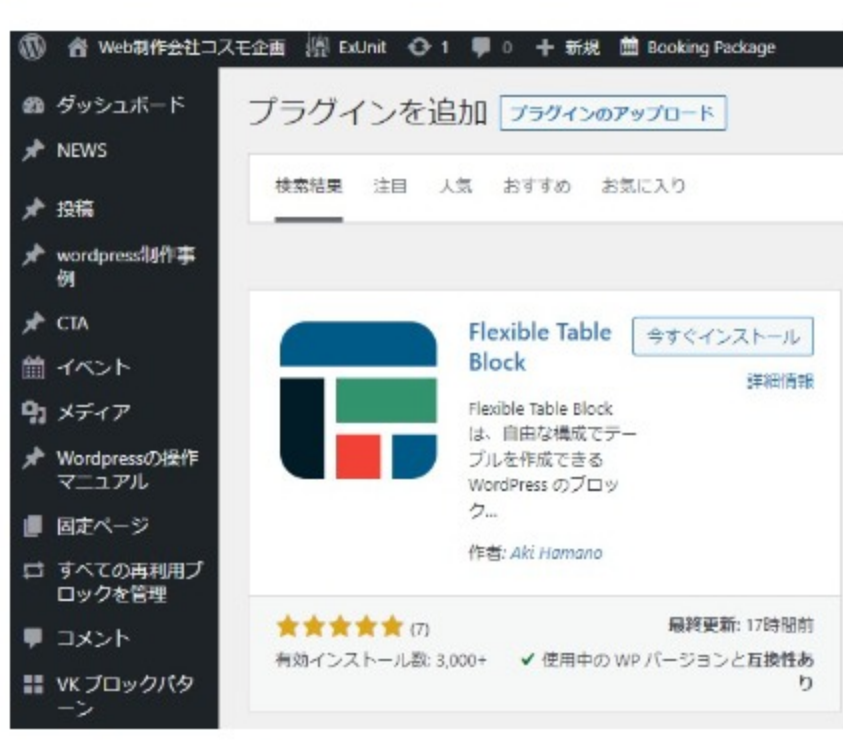 Web制作会社コスモ企画 ExUnit 1 0 新規 Booking Package
ダッシュボード
NEWS
投稿
wordpress制作事
例
CTA
イベント
メディア
Wordpressの操作
マニュアル
固定ページ
すべての再利用ブ
ロックを管理
コメント
VK ブロックパタ
ーン
プラグインを追加 プラグインのアップロード
検索結果 注目 人気 おすすめ お気に入り
Flexible Table
Block
今すぐインストール
詳細情報
Flexible Table Block
は、自由な構成でテー
ブルを作成できる
WordPress のブロッ
ク...
作者: Aki Hamano
(7)
最終更新: 17時間前
有効インストール数: 3,000+
✔ 使用中の WP バージョンと互換性あ
り